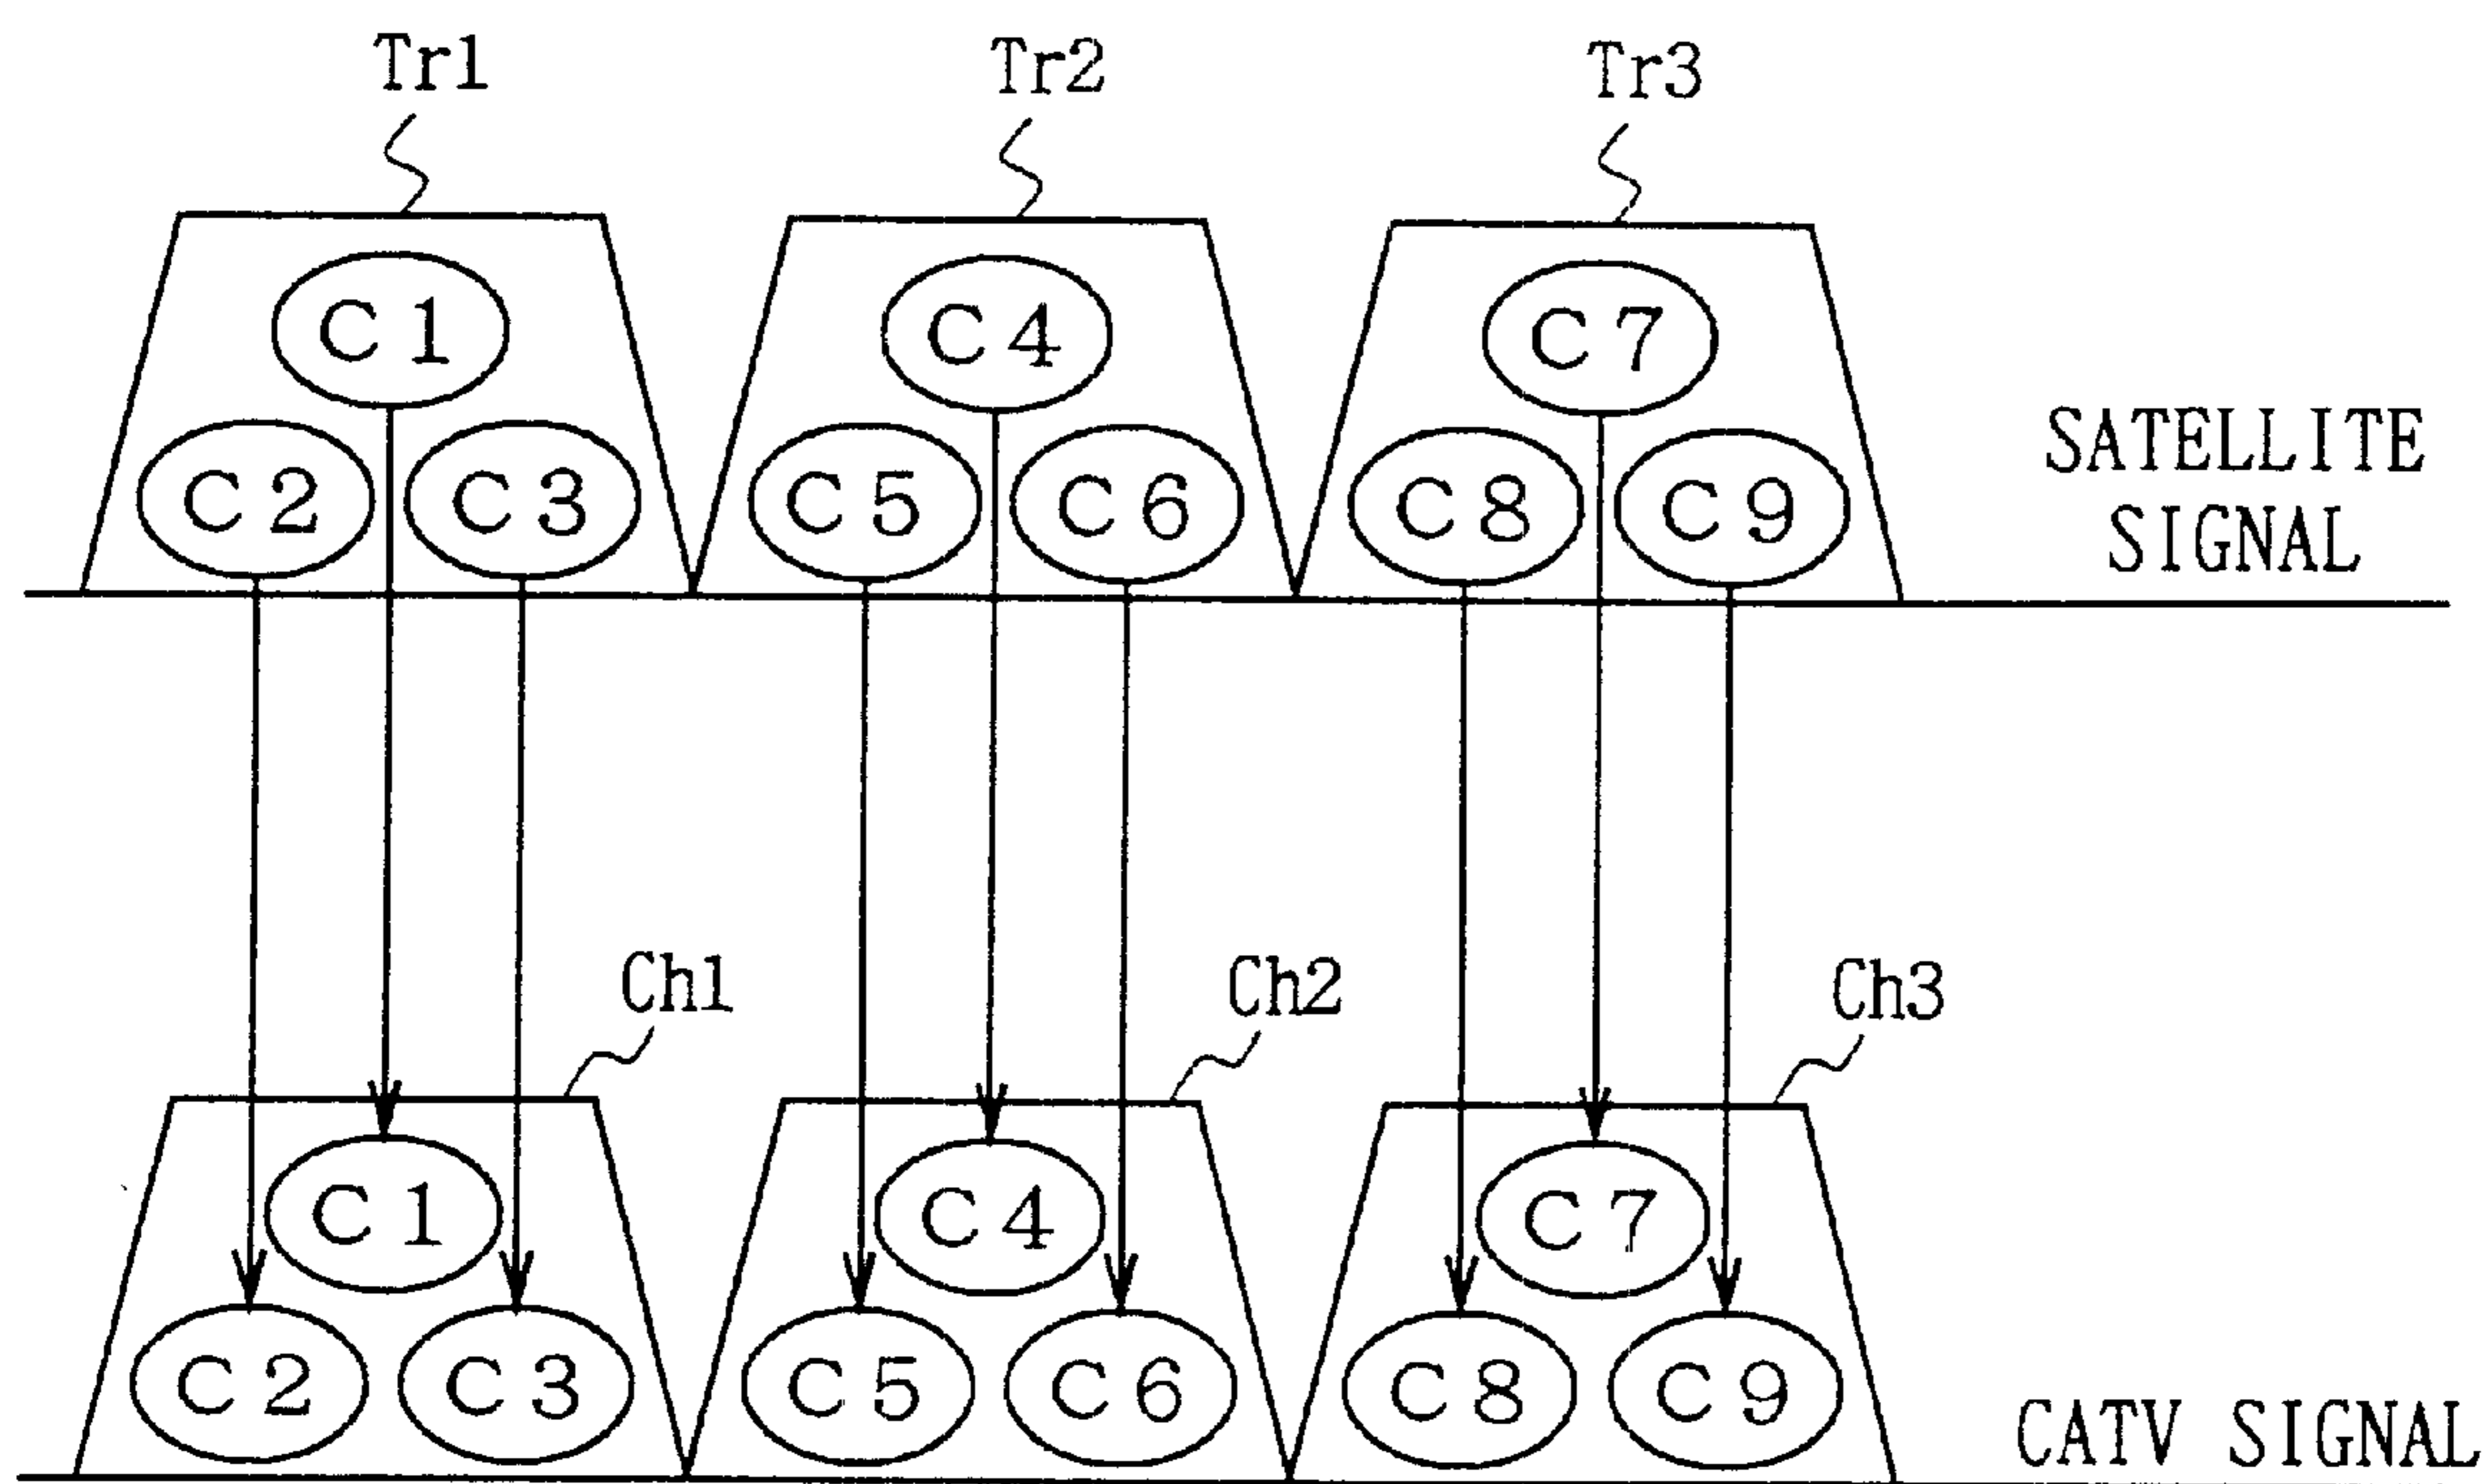 Tr1 Tr2 Tr3
C1 C4 C7
C2 C3 C5 C6 C8 C9
SATELLITE
SIGNAL
Ch1 Ch2 Ch3
C1 C4 C7
C2 C3 C5 C6 C8 C9
CATV SIGNAL